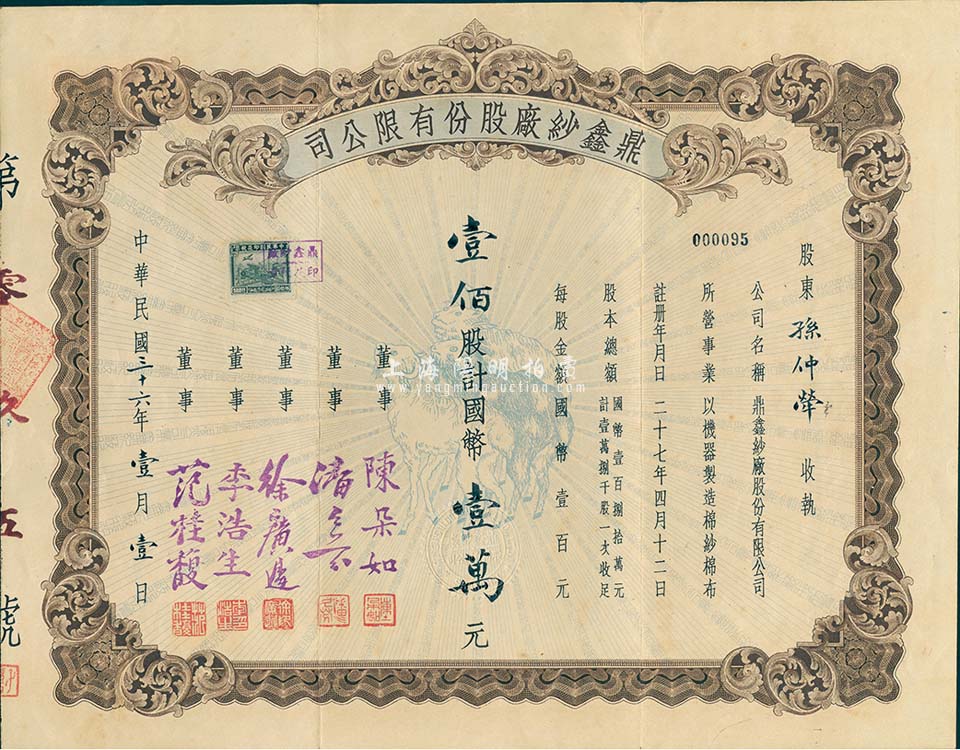 鼎鑫紗廠股份有限公司
000095
股東 孫仲犖 收執
公司名稱 鼎鑫紗廠股份有限公司
所營事業 以機器製造棉紗棉布
註冊年月日 二十七年四月十二日
股本總額 國幣壹百捌拾萬元
計壹萬捌千股一次收足
每股金額 國幣壹百元
壹佰股計國幣壹萬元
董事 陳朵如
董事
董事 徐廣遲
董事 李浩生
董事 范桂馥
中華民國三十六年壹月壹日
第零玖五號
上海陽明拍賣
www.yangmingauction.com